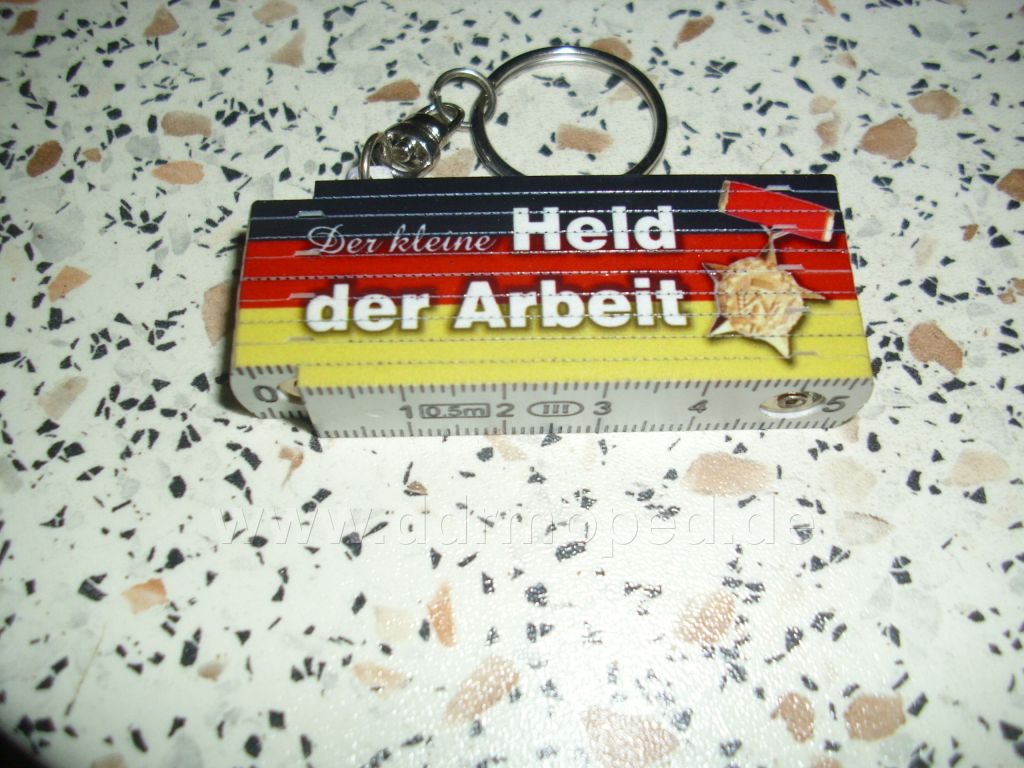 Der kleine Held
der Arbeit
0 1 0.5m 2 III 3 4 5
www.ddrmoped.de